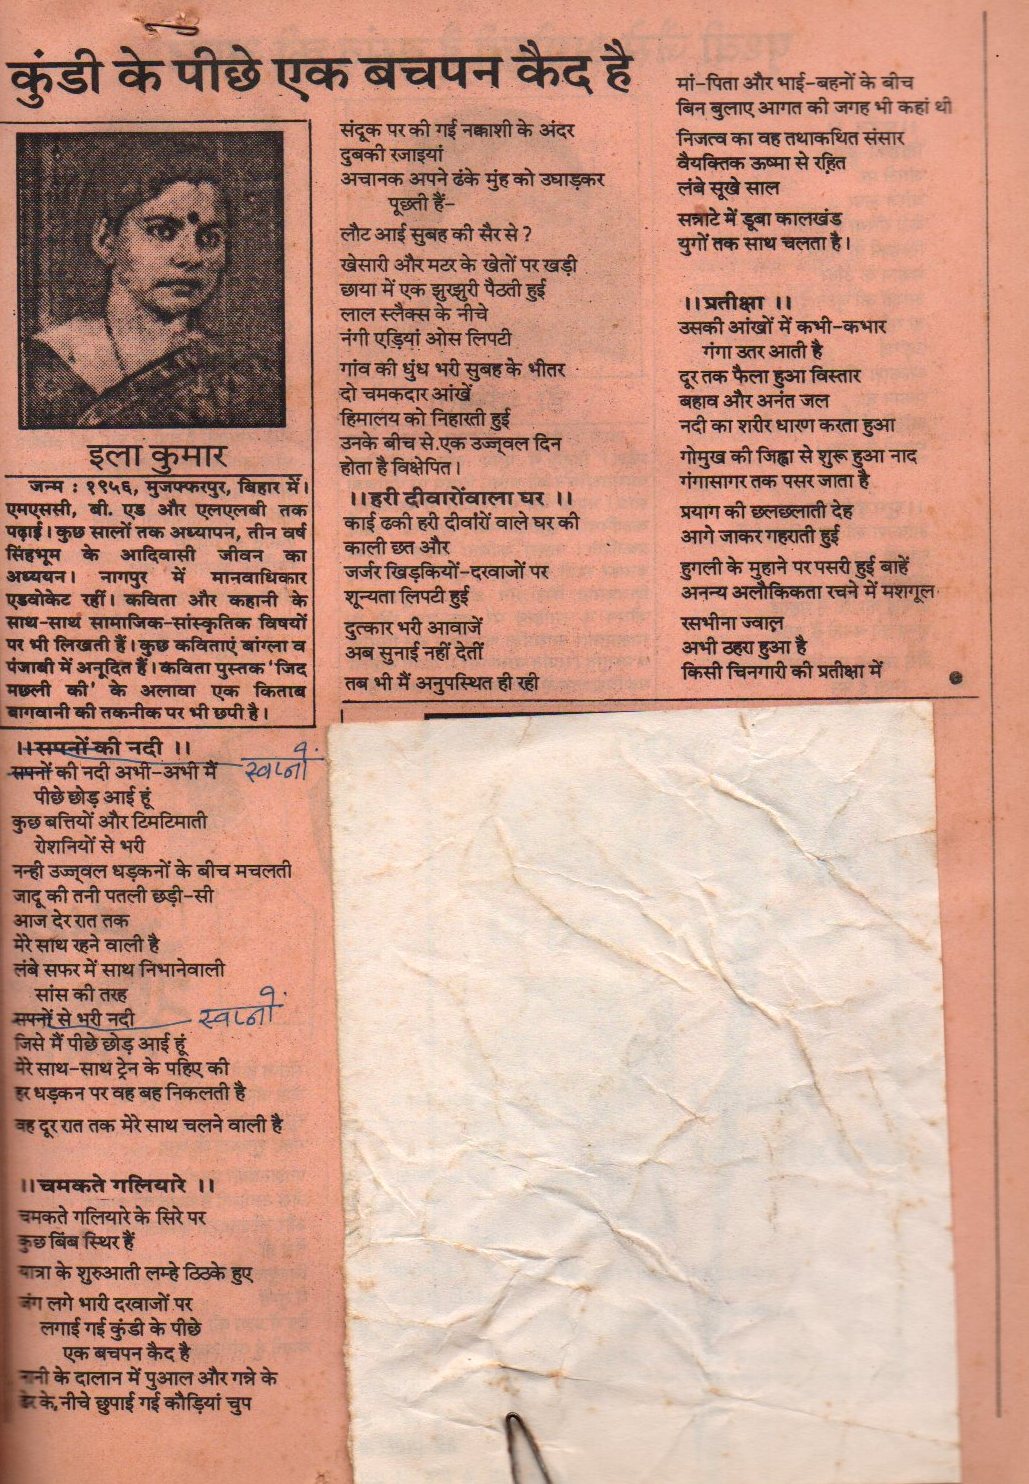 कुंडी के पीछे एक बचपन कैद है
इला कुमार
जन्म : १९५६, मुजफ्फरपुर, बिहार में।
एमएससी, बी. एड और एलएलबी तक
पढ़ाई। कुछ सालों तक अध्यापन, तीन वर्ष
सिंहभूम के आदिवासी जीवन का
अध्ययन। नागपुर में मानवाधिकार
एडवोकेट रहीं। कविता और कहानी के
साथ-साथ सामाजिक-सांस्कृतिक विषयों
पर भी लिखती हैं। कुछ कविताएं बांग्ला व
पंजाबी में अनूदित हैं। कविता पुस्तक 'जिद
मछली की' के अलावा एक किताब
बागवानी की तकनीक पर भी छपी है।
।।सपनों की नदी ।।
सपनों की नदी अभी-अभी मैं
स्वप्नों
पीछे छोड़ आई हूं
कुछ बत्तियों और टिमटिमाती
रोशनियों से भरी
नन्ही उज्ज्वल धड़कनों के बीच मचलती
जादू की तनी पतली छड़ी-सी
आज देर रात तक
मेरे साथ रहने वाली है
लंबे सफर में साथ निभानेवाली
सांस की तरह
सपनों से भरी नदी
स्वप्नों
जिसे मैं पीछे छोड़ आई हूं
मेरे साथ-साथ ट्रेन के पहिए की
हर धड़कन पर वह बह निकलती है
वह दूर रात तक मेरे साथ चलने वाली है
।।चमकते गलियारे ।।
चमकते गलियारे के सिरे पर
कुछ बिंब स्थिर हैं
यात्रा के शुरुआती लम्हे ठिठके हुए
जंग लगे भारी दरवाजों पर
लगाई गई कुंडी के पीछे
एक बचपन कैद है
नानी के दालान में पुआल और गन्ने के
ढेर के, नीचे छुपाई गई कौड़ियां चुप
संदूक पर की गई नक्काशी के अंदर
दुबकी रजाइयां
अचानक अपने ढंके मुंह को उघाड़कर
पूछती हैं-
लौट आई सुबह की सैर से ?
खेसारी और मटर के खेतों पर खड़ी
छाया में एक झुरझुरी पैठती हुई
लाल स्लैक्स के नीचे
नंगी एड़ियां ओस लिपटी
गांव की धुंध भरी सुबह के भीतर
दो चमकदार आंखें
हिमालय को निहारती हुई
उनके बीच से.एक उज्ज्वल दिन
होता है विक्षेपित।
।।हरी दीवारोंवाला घर ।।
काई ढकी हरी दीवारों वाले घर की
काली छत और
जर्जर खिड़कियों-दरवाजों पर
शून्यता लिपटी हुई
दुत्कार भरी आवाजें
अब सुनाई नहीं देतीं
तब भी मैं अनुपस्थित ही रही
मां-पिता और भाई-बहनों के बीच
बिन बुलाए आगत की जगह भी कहां थी
निजत्व का वह तथाकथित संसार
वैयक्तिक ऊष्मा से रहित
लंबे सूखे साल
सन्नाटे में डूबा कालखंड
युगों तक साथ चलता है।
।।प्रतीक्षा ।।
उसकी आंखों में कभी-कभार
गंगा उतर आती है
दूर तक फैला हुआ विस्तार
बहाव और अनंत जल
नदी का शरीर धारण करता हुआ
गोमुख की जिह्वा से शुरू हुआ नाद
गंगासागर तक पसर जाता है
प्रयाग की छलछलाती देह
आगे जाकर गहराती हुई
हुगली के मुहाने पर पसरी हुई बाहें
अनन्य अलौकिकता रचने में मशगूल
रसभीना ज्वाल
अभी ठहरा हुआ है
किसी चिनगारी की प्रतीक्षा में